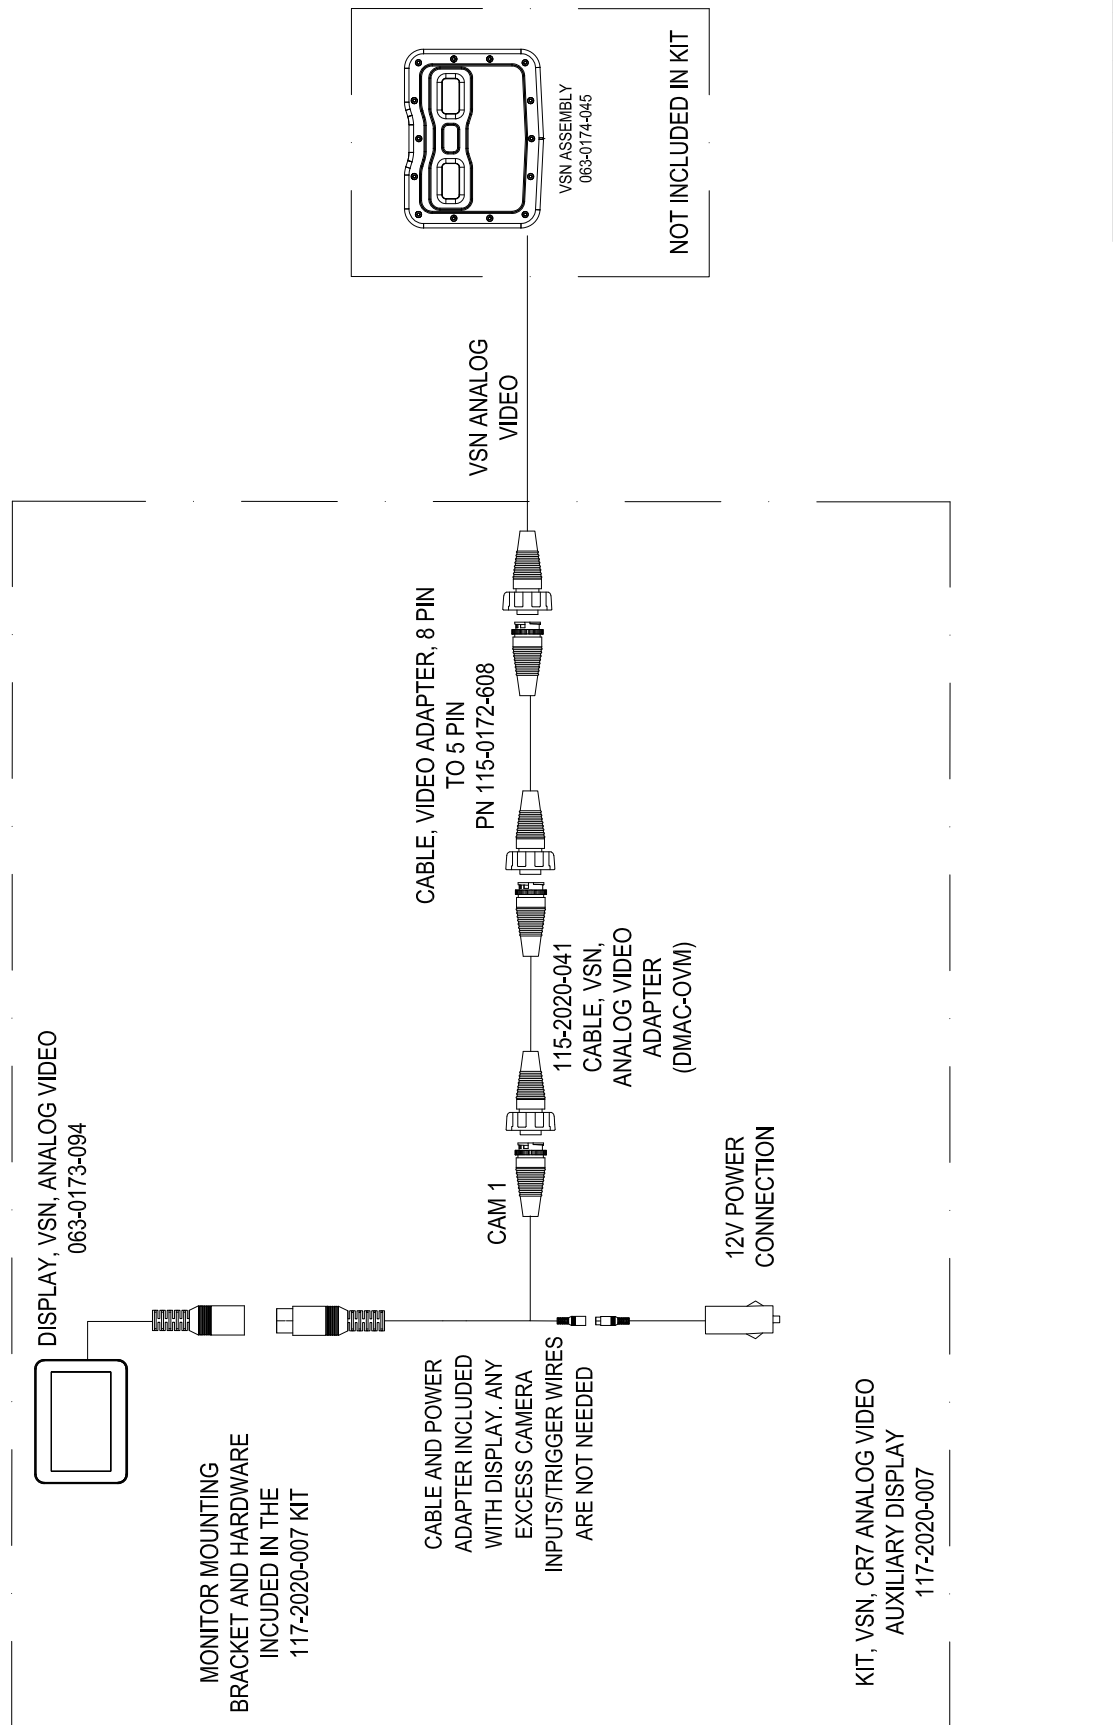 DISPLAY, VSN, ANALOG VIDEO
063-0173-094
MONITOR MOUNTING
BRACKET AND HARDWARE
INCUDED IN THE
117-2020-007 KIT
CABLE AND POWER
ADAPTER INCLUDED
WITH DISPLAY. ANY
EXCESS CAMERA
INPUTS/TRIGGER WIRES
ARE NOT NEEDED
CAM 1
12V POWER
CONNECTION
115-2020-041
CABLE, VSN,
ANALOG VIDEO
ADAPTER
(DMAC-OVM)
CABLE, VIDEO ADAPTER, 8 PIN
TO 5 PIN
PN 115-0172-608
VSN ANALOG
VIDEO
VSN ASSEMBLY
063-0174-045
NOT INCLUDED IN KIT
KIT, VSN, CR7 ANALOG VIDEO
AUXILIARY DISPLAY
117-2020-007